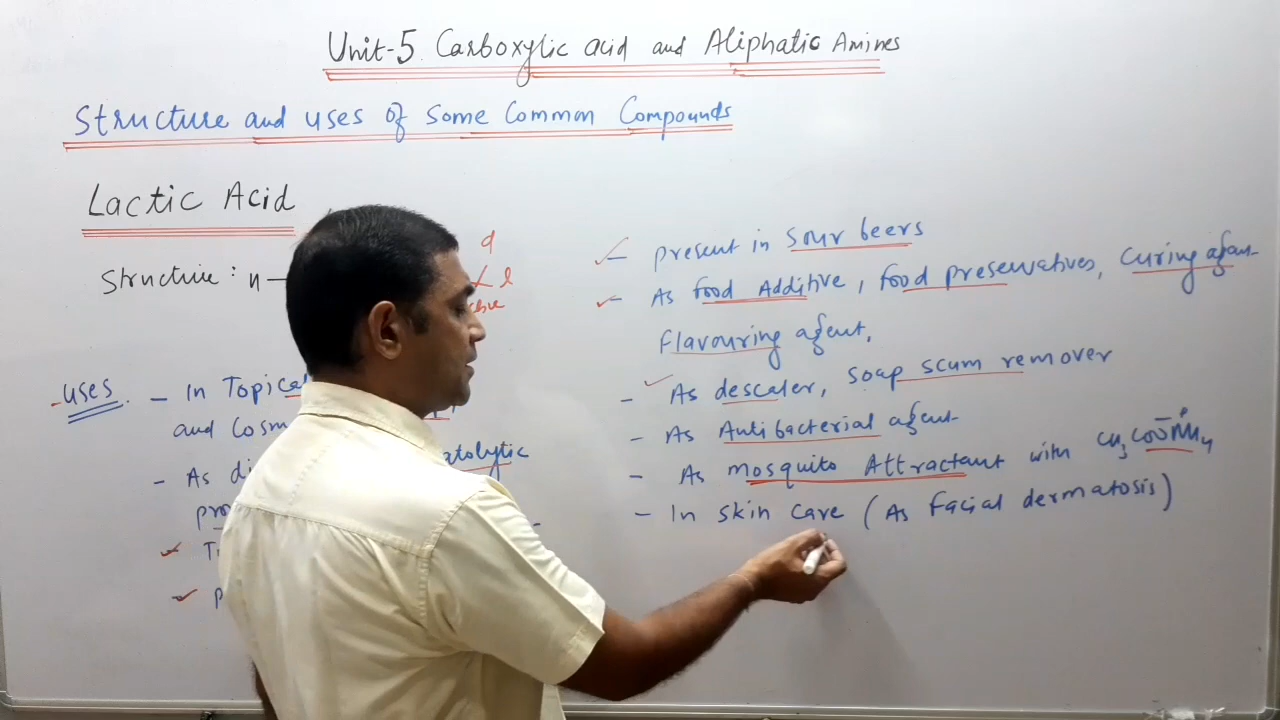 Unit-5. Carboxylic acid and Aliphatic Amines
Structure and uses of some Common Compounds
Lactic Acid
Structure : H—
d
l
- Uses.
- In Topical
and Cosm
- As di
atolytic
pro
- Present in Sour beers
- As food Additive, food preservatives, Curing agent
flavouring agent,
- As descaler, Soap scum remover
- As Antibacterial agent
- As mosquito Attractant with CH₃COO⁻N⁺H₄
- In skin care (As facial dermatosis)